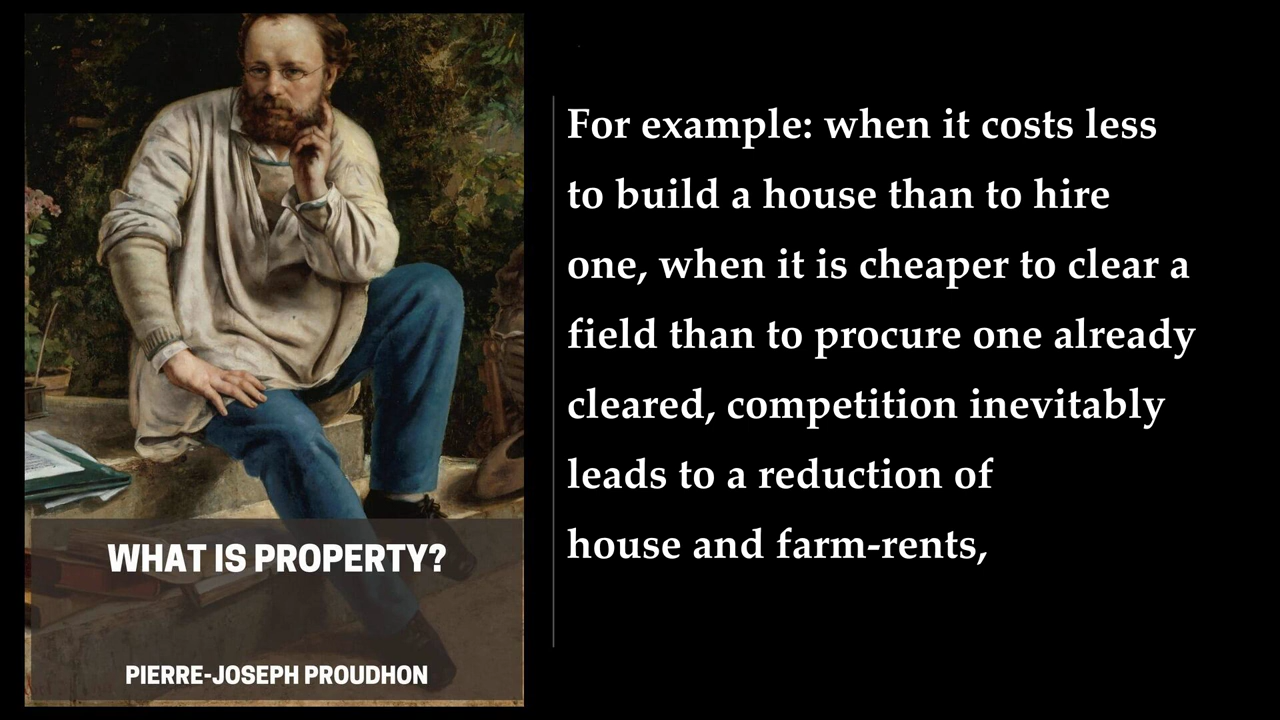 For example: when it costs less
to build a house than to hire
one, when it is cheaper to clear a
field than to procure one already
cleared, competition inevitably
leads to a reduction of
house and farm-rents,
WHAT IS PROPERTY?
PIERRE-JOSEPH PROUDHON